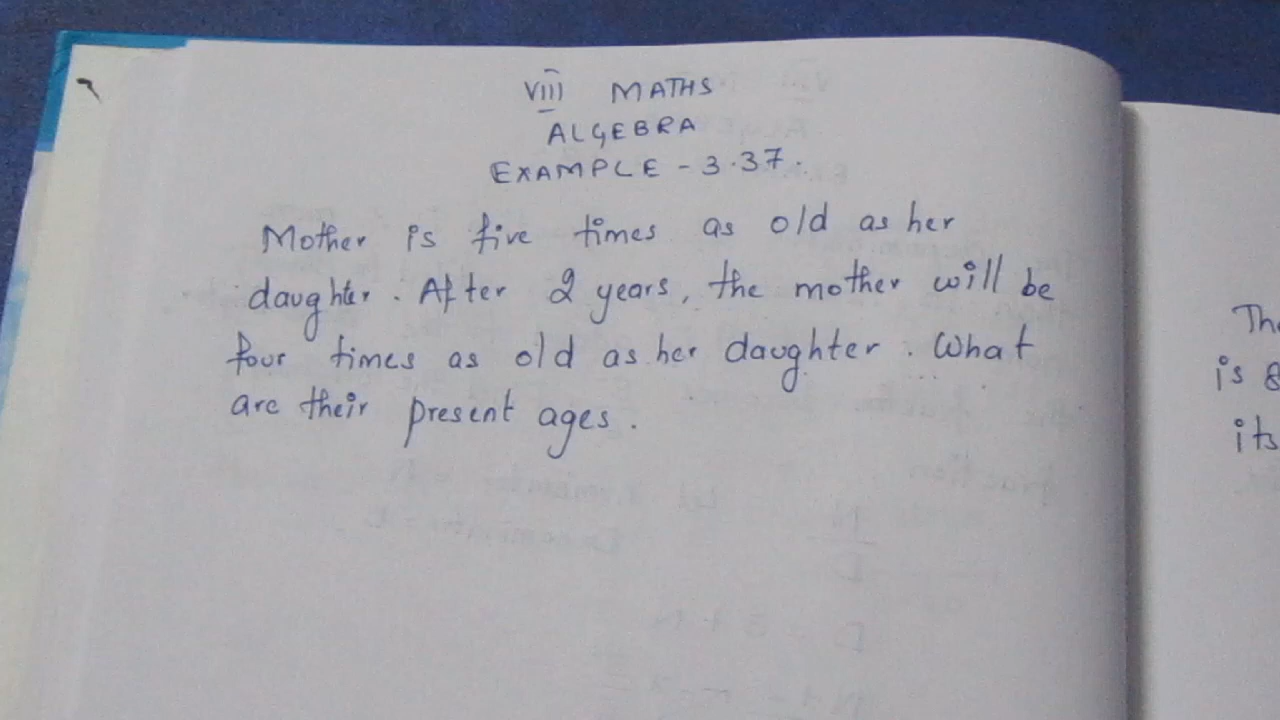 VIII MATHS
ALGEBRA
EXAMPLE - 3.37.
Mother is five times as old as her
daughter. After 2 years, the mother will be
four times as old as her daughter. What
are their present ages.
is
its